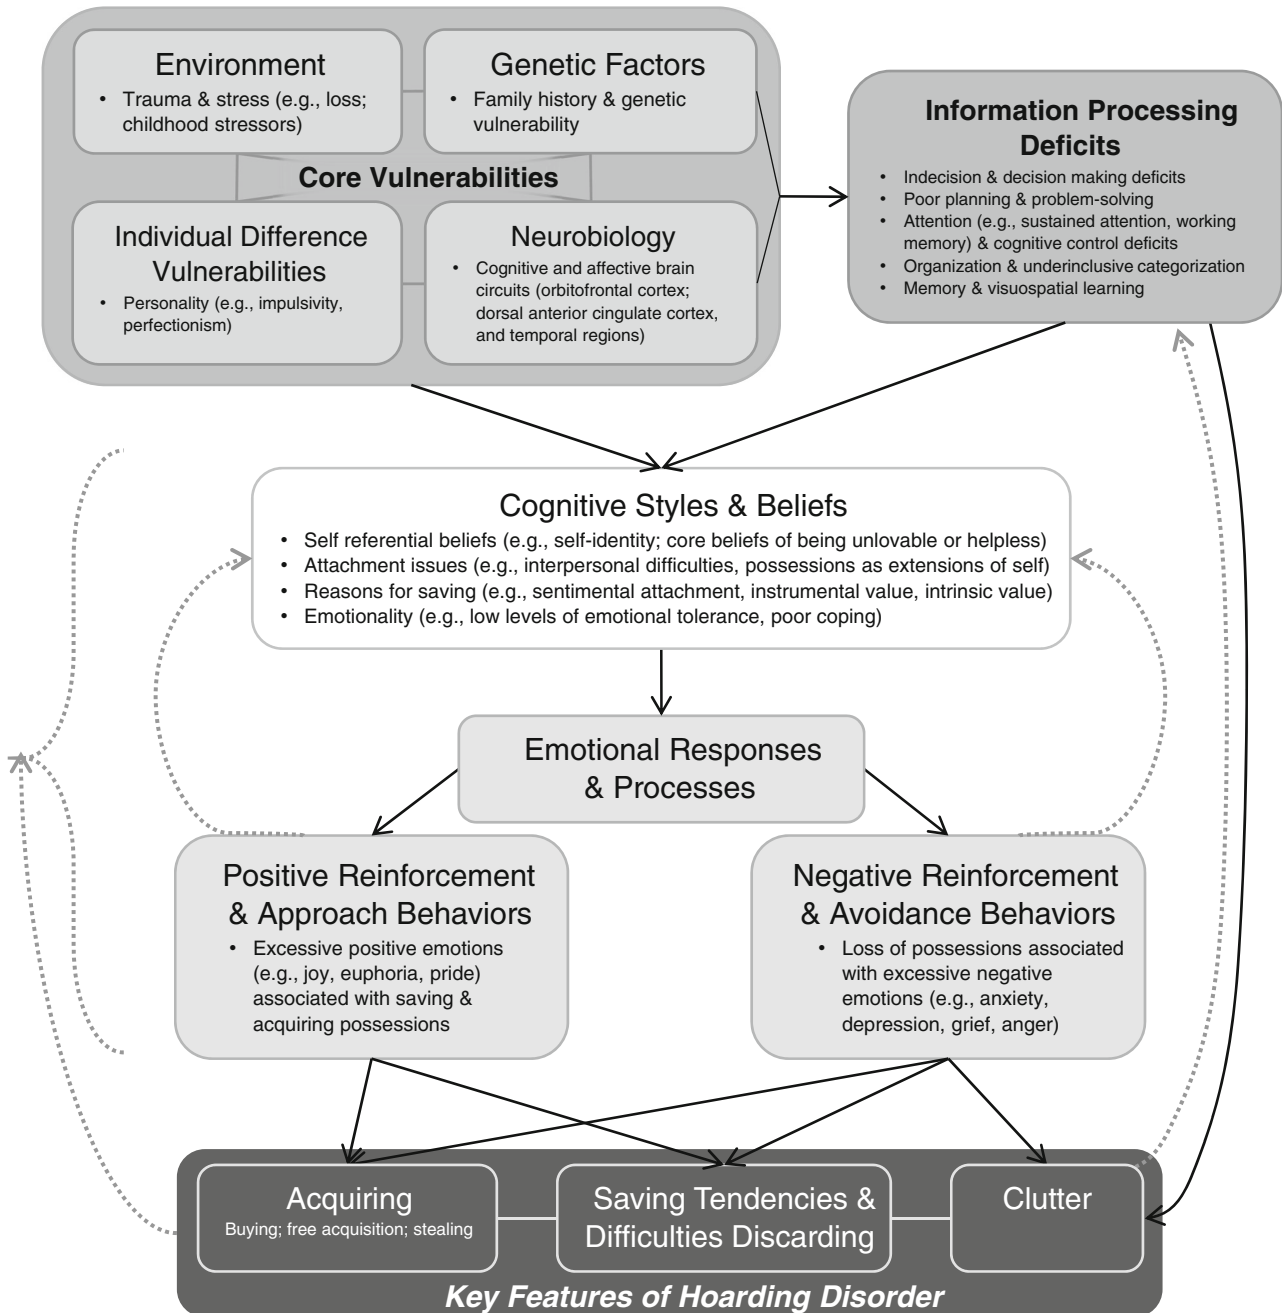 Environment
• Trauma & stress (e.g., loss;
childhood stressors)
Genetic Factors
• Family history & genetic
vulnerability
Core Vulnerabilities
Individual Difference
Vulnerabilities
• Personality (e.g., impulsivity,
perfectionism)
Neurobiology
• Cognitive and affective brain
circuits (orbitofrontal cortex;
dorsal anterior cingulate cortex,
and temporal regions)
Information Processing
Deficits
• Indecision & decision making deficits
• Poor planning & problem-solving
• Attention (e.g., sustained attention, working
memory) & cognitive control deficits
• Organization & underinclusive categorization
• Memory & visuospatial learning
Cognitive Styles & Beliefs
• Self referential beliefs (e.g., self-identity; core beliefs of being unlovable or helpless)
• Attachment issues (e.g., interpersonal difficulties, possessions as extensions of self)
• Reasons for saving (e.g., sentimental attachment, instrumental value, intrinsic value)
• Emotionality (e.g., low levels of emotional tolerance, poor coping)
Emotional Responses
& Processes
Positive Reinforcement
& Approach Behaviors
• Excessive positive emotions
(e.g., joy, euphoria, pride)
associated with saving &
acquiring possessions
Negative Reinforcement
& Avoidance Behaviors
• Loss of possessions associated
with excessive negative
emotions (e.g., anxiety,
depression, grief, anger)
Acquiring
Buying; free acquisition; stealing
Saving Tendencies &
Difficulties Discarding
Clutter
Key Features of Hoarding Disorder